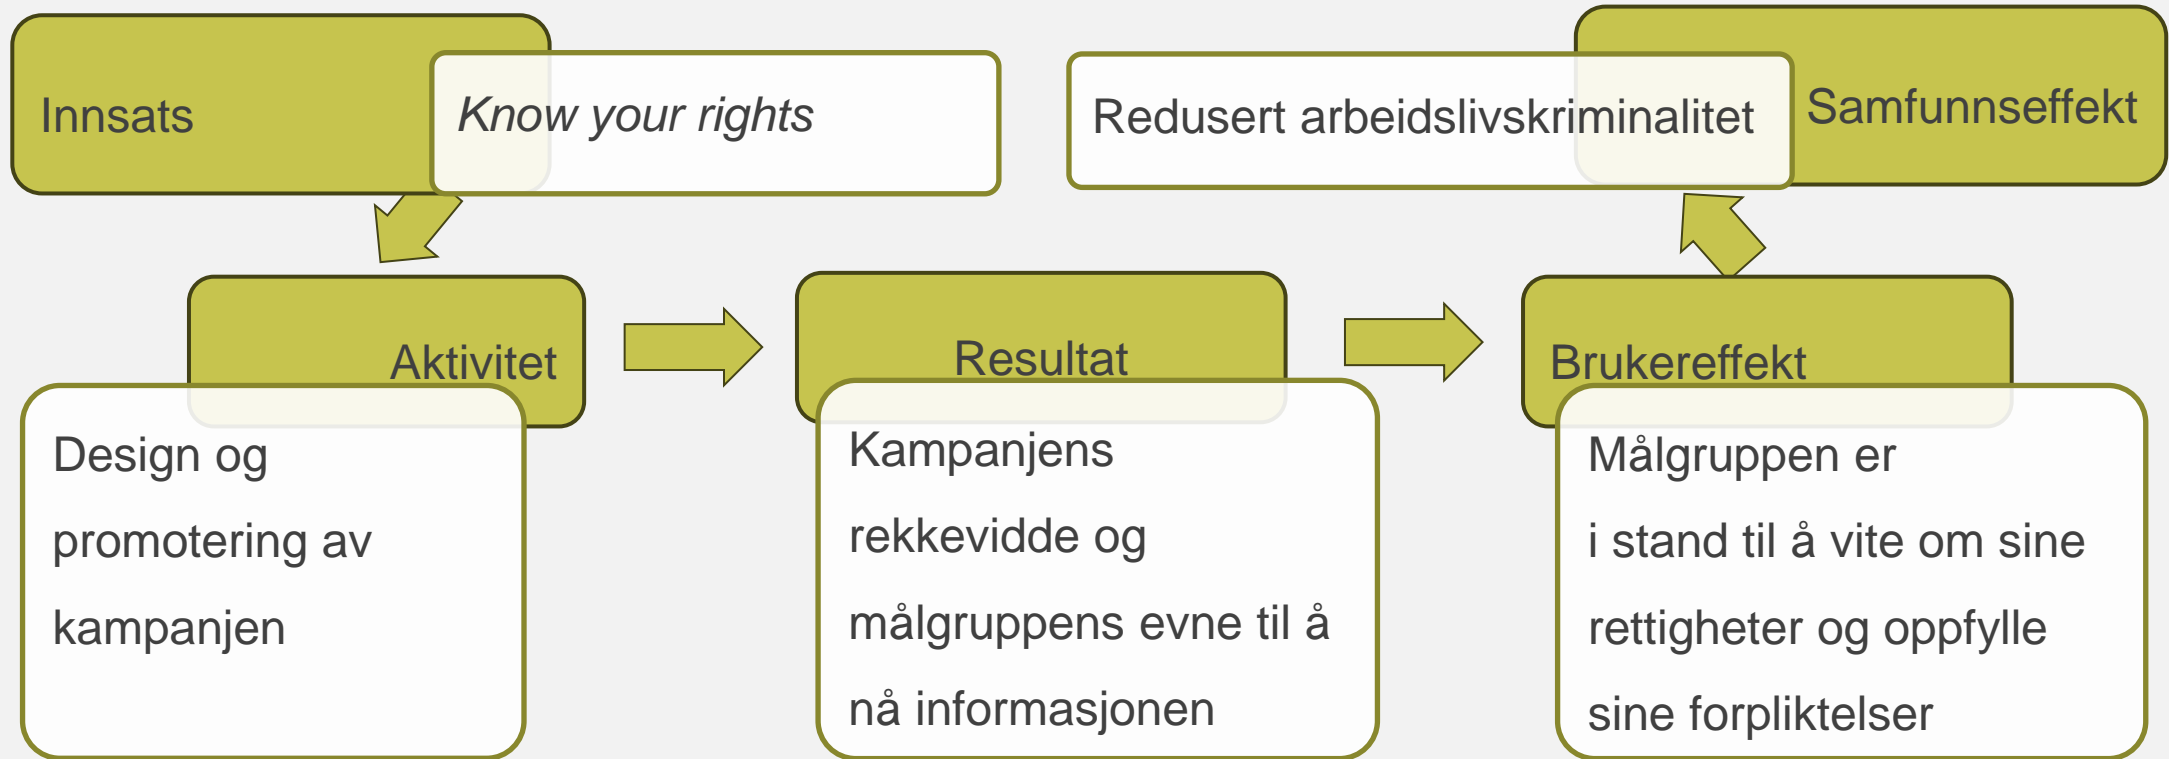 Innsats
Know your rights
Redusert arbeidslivskriminalitet
Samfunnseffekt
Aktivitet
Design og
promotering av
kampanjen
Resultat
Kampanjens
rekkevidde og
målgruppens evne til å
nå informasjonen
Brukereffekt
Målgruppen er
i stand til å vite om sine
rettigheter og oppfylle
sine forpliktelser